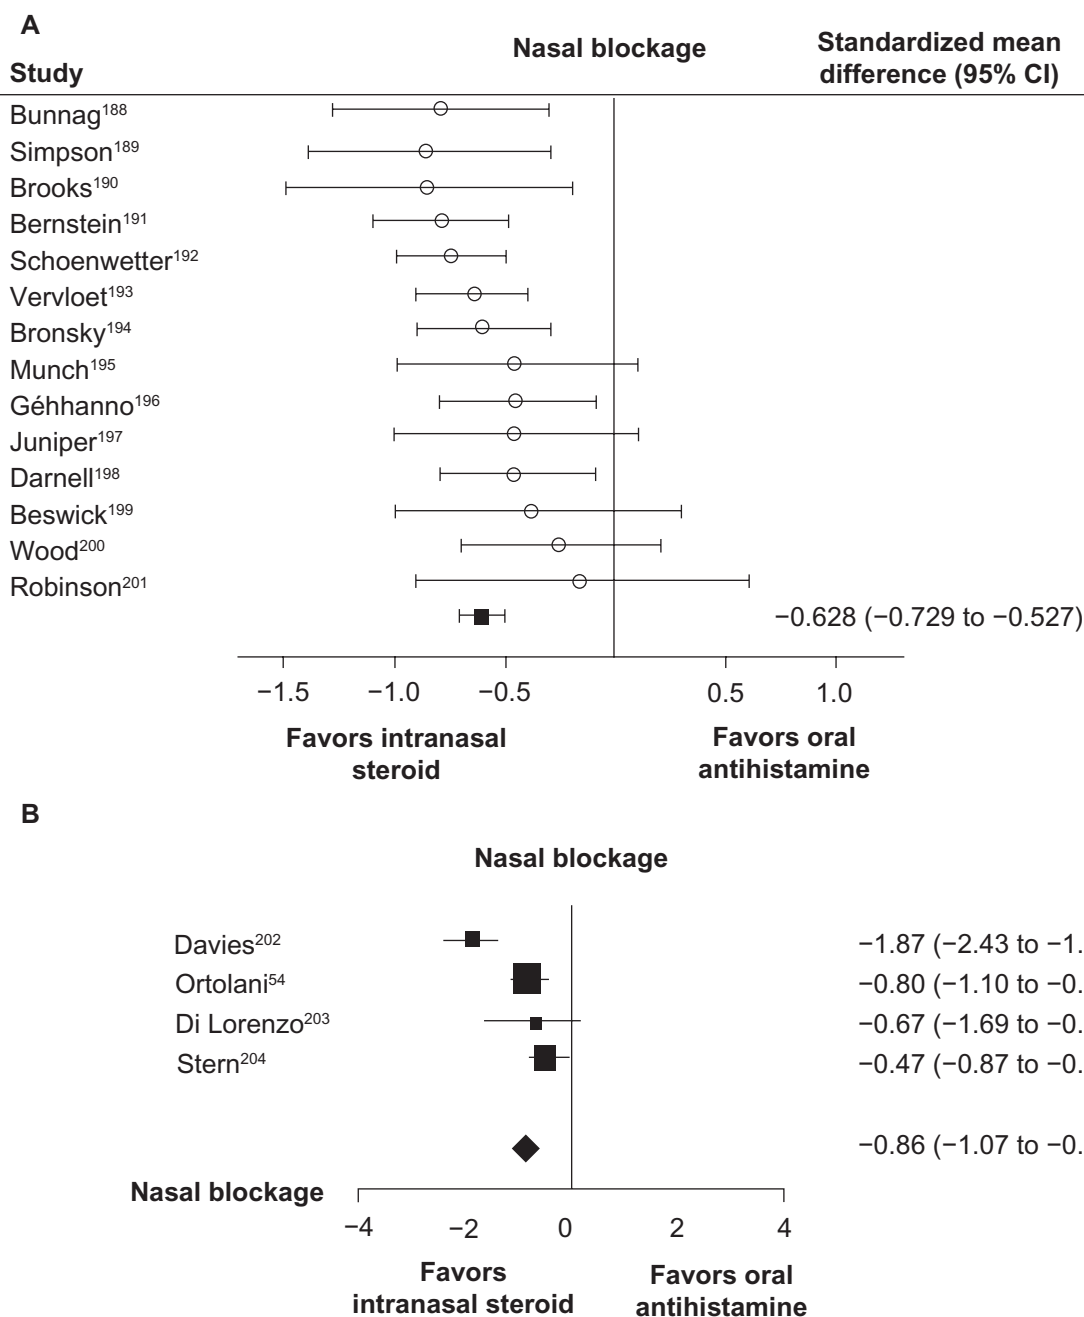 A
Nasal blockage
Standardized mean
difference (95% CI)
Study
Bunnag188
Simpson189
Brooks190
Bernstein191
Schoenwetter192
Vervloet193
Bronsky194
Munch195
Géhhanno196
Juniper197
Darnell198
Beswick199
Wood200
Robinson201
−0.628 (−0.729 to −0.527)
−1.5 −1.0 −0.5 0.5 1.0
Favors intranasal
steroid
Favors oral
antihistamine
B
Nasal blockage
Davies202 −1.87 (−2.43 to −1.
Ortolani54 −0.80 (−1.10 to −0.
Di Lorenzo203 −0.67 (−1.69 to −0.
Stern204 −0.47 (−0.87 to −0.
−0.86 (−1.07 to −0.
Nasal blockage
−4 −2 0 2 4
Favors
intranasal steroid
Favors oral
antihistamine